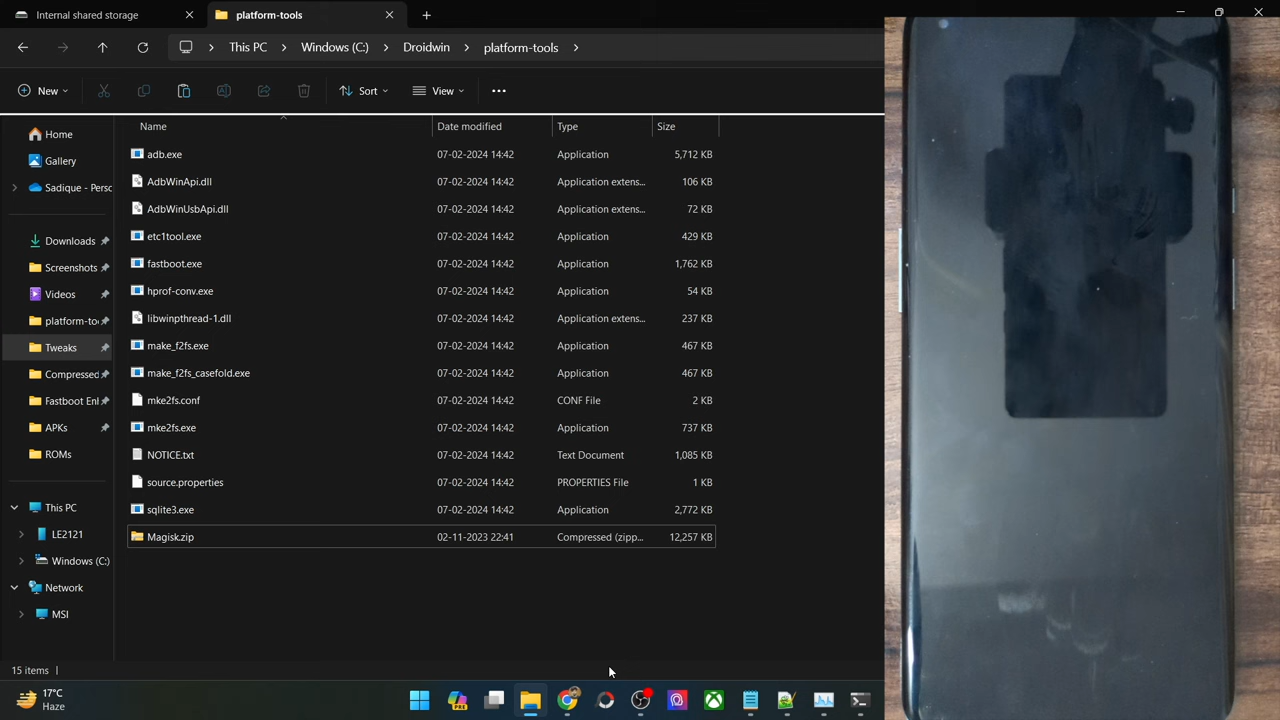 Internal shared storage
platform-tools
This PC > Windows (C:) > Droidwin > platform-tools >
New
Sort
View
Name Date modified Type Size
Home
Gallery
Sadique - Pers
Downloads
Screenshots
Videos
platform-too
Tweaks
Compressed
Fastboot Enh
APKs
ROMs
This PC
LE2121
Windows (C:)
Network
MSI
adb.exe 07-02-2024 14:42 Application 5,712 KB
AdbWinApi.dll 07-02-2024 14:42 Application extens... 106 KB
AdbWinUsbApi.dll 07-02-2024 14:42 Application extens... 72 KB
etc1tool.exe 07-02-2024 14:42 Application 429 KB
fastboot.exe 07-02-2024 14:42 Application 1,762 KB
hprof-conv.exe 07-02-2024 14:42 Application 54 KB
libwinpthread-1.dll 07-02-2024 14:42 Application extens... 237 KB
make_f2fs.exe 07-02-2024 14:42 Application 467 KB
make_f2fs_casefold.exe 07-02-2024 14:42 Application 467 KB
mke2fs.conf 07-02-2024 14:42 CONF File 2 KB
mke2fs.exe 07-02-2024 14:42 Application 737 KB
NOTICE.txt 07-02-2024 14:42 Text Document 1,085 KB
source.properties 07-02-2024 14:42 PROPERTIES File 1 KB
sqlite3.exe 07-02-2024 14:42 Application 2,772 KB
Magisk.zip 2-11-2023 22:41 Compressed (zipp... 12,257 KB
15 items
17°C
Haze